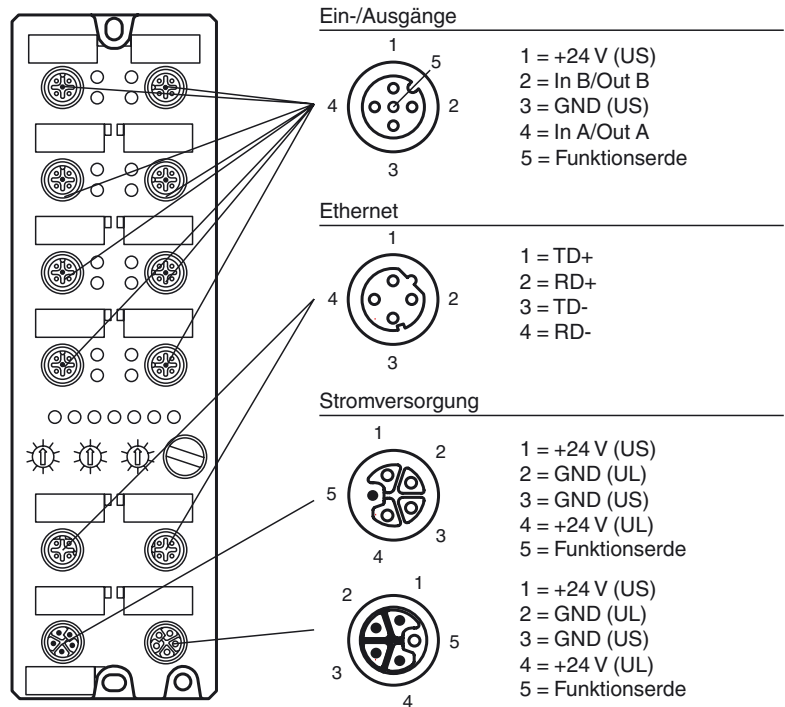 Ein-/Ausgänge
1
5
4
2
3
1 = +24 V (US)
2 = In B/Out B
3 = GND (US)
4 = In A/Out A
5 = Funktionserde
Ethernet
1
4
2
3
1 = TD+
2 = RD+
3 = TD-
4 = RD-
Stromversorgung
1
2
5
3
4
1 = +24 V (US)
2 = GND (UL)
3 = GND (US)
4 = +24 V (UL)
5 = Funktionserde
1
2
5
3
4
1 = +24 V (US)
2 = GND (UL)
3 = GND (US)
4 = +24 V (UL)
5 = Funktionserde